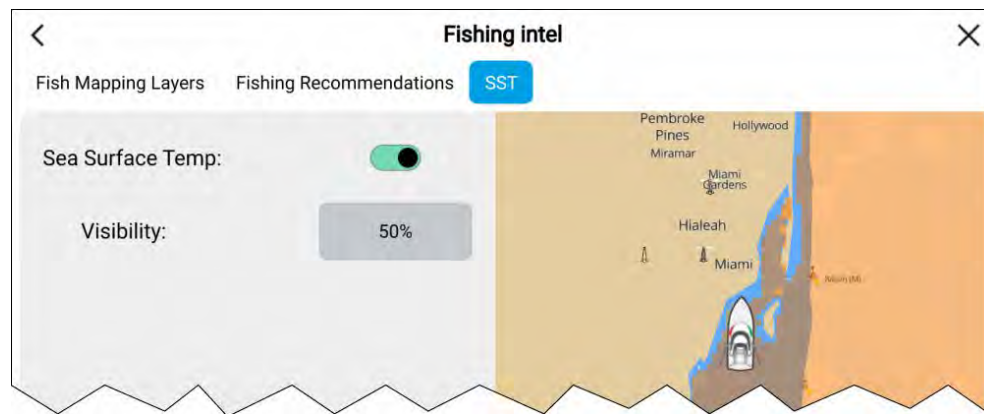 Fishing intel
Fish Mapping Layers Fishing Recommendations SST
Sea Surface Temp:
Visibility:
50%
Pembroke
Pines
Hollywood
Miramar
Miami
Gardens
Hialeah
Miami